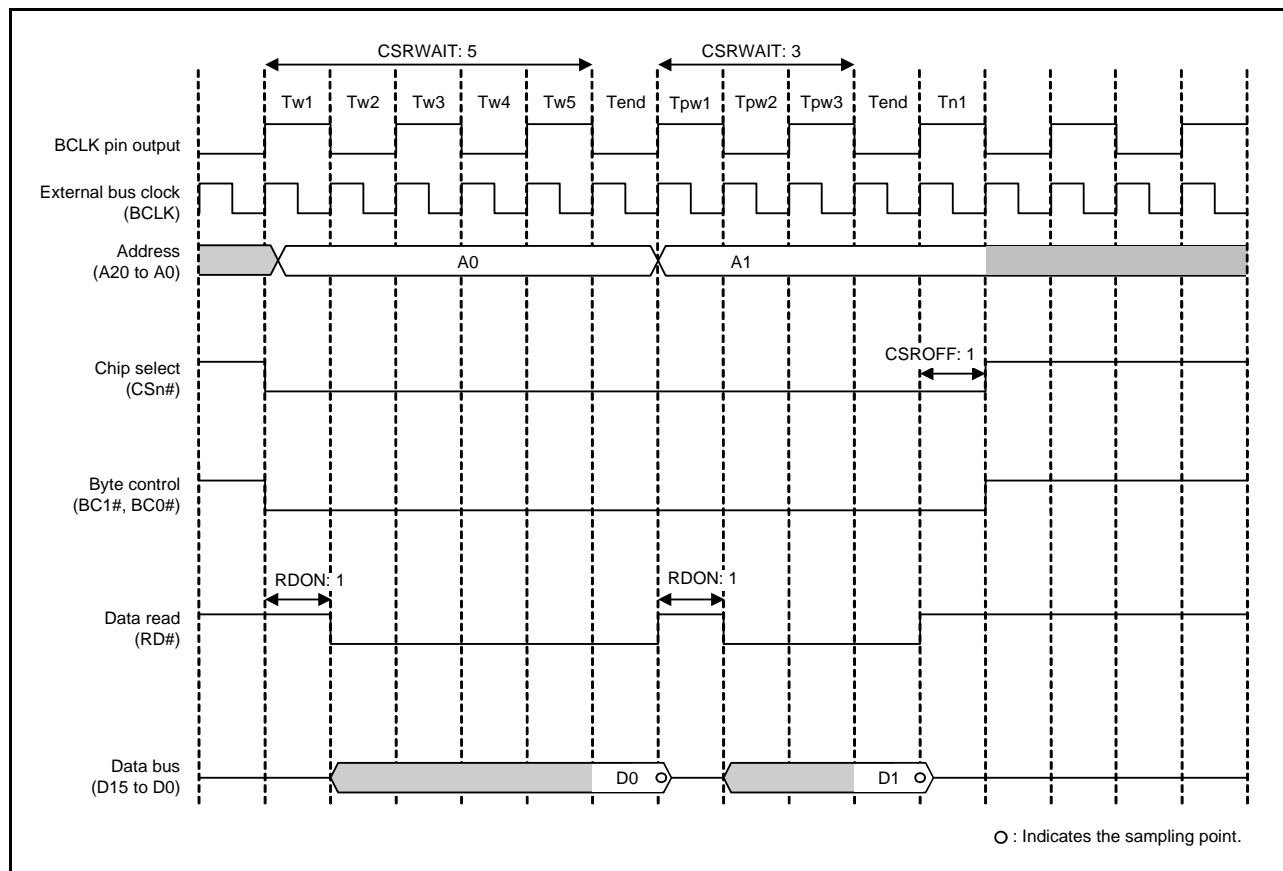 CSRWAIT: 5
CSRWAIT: 3
Tw1 Tw2 Tw3 Tw4 Tw5 Tend Tpw1 Tpw2 Tpw3 Tend Tn1
BCLK pin output
External bus clock
(BCLK)
Address
(A20 to A0)
A0
A1
CSROFF: 1
Chip select
(CSn#)
Byte control
(BC1#, BC0#)
RDON: 1
RDON: 1
Data read
(RD#)
Data bus
(D15 to D0)
D0
D1
: Indicates the sampling point.